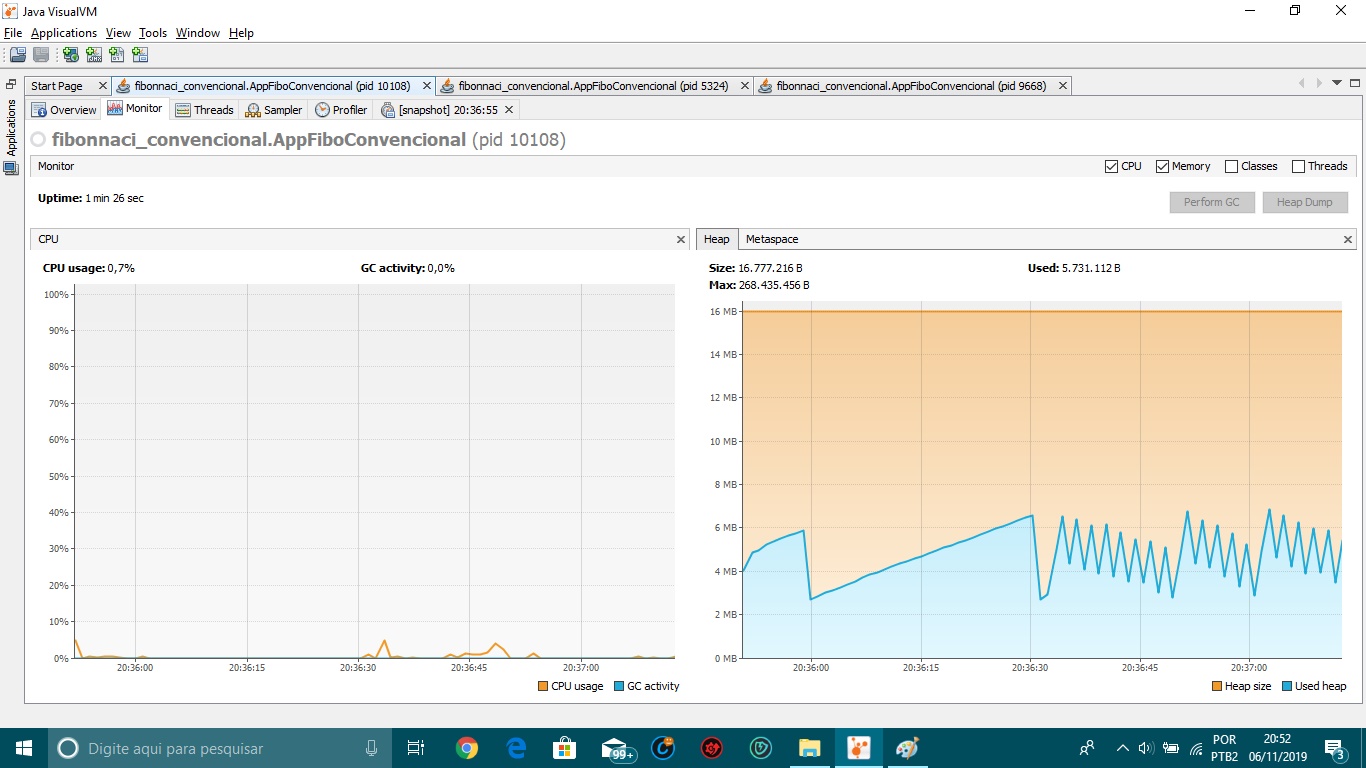 Java VisualVM
File Applications View Tools Window Help
Start Page fibonnaci_convencional.AppFiboConvencional (pid 10108) fibonnaci_convencional.AppFiboConvencional (pid 5324) fibonnaci_convencional.AppFiboConvencional (pid 9668)
Applications
Overview Monitor Threads Sampler Profiler [snapshot] 20:36:55
fibonnaci_convencional.AppFiboConvencional (pid 10108)
Monitor CPU Memory Classes Threads
Uptime: 1 min 26 sec
Perform GC Heap Dump
CPU
CPU usage: 0,7% GC activity: 0,0%
100%
90%
80%
70%
60%
50%
40%
30%
20%
10%
0%
20:36:00 20:36:15 20:36:30 20:36:45 20:37:00
CPU usage GC activity
Heap Metaspace
Size: 16.777.216 B Used: 5.731.112 B
Max: 268.435.456 B
16 MB
14 MB
12 MB
10 MB
8 MB
6 MB
4 MB
2 MB
0 MB
20:36:00 20:36:15 20:36:30 20:36:45 20:37:00
Heap size Used heap
Digite aqui para pesquisar
99+
POR
PTB2
20:52
06/11/2019
3